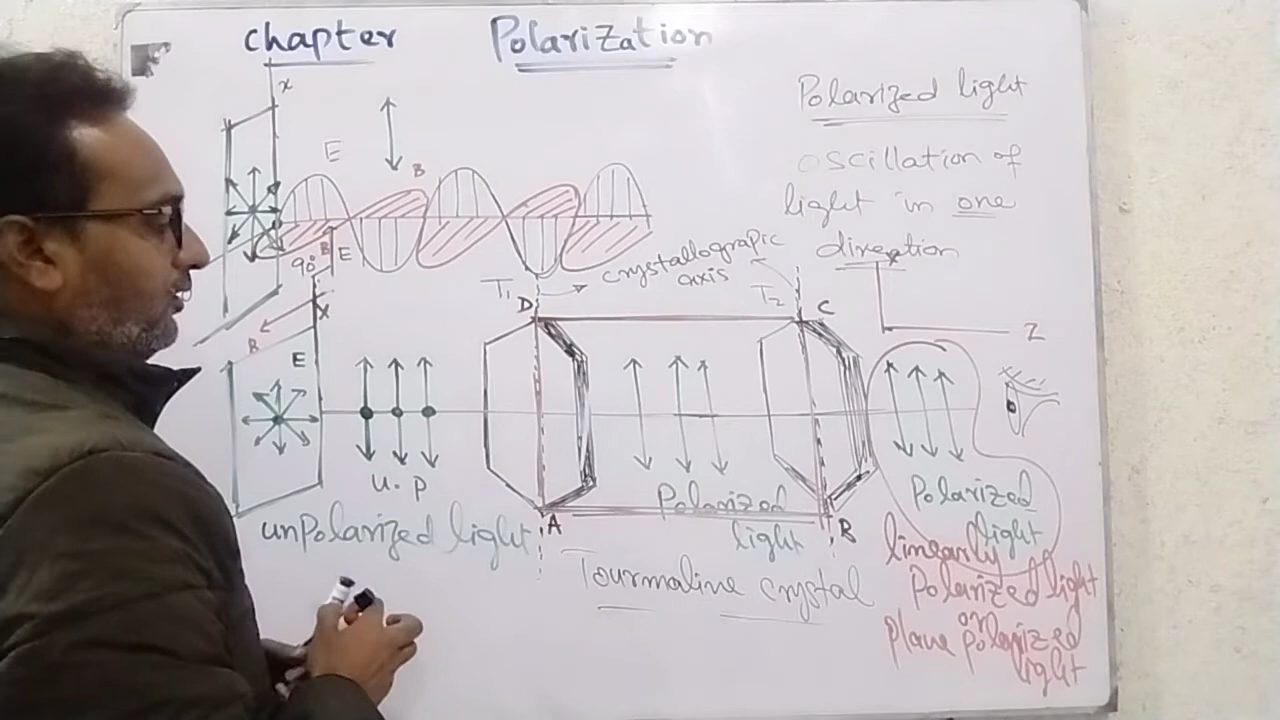 chapter Polarization
x
E
B
Polarized light
oscillation of
light in one
direction
B E
90°
T₁
crystallographic
axis
T₂
D
C
X
B
E
x
Z
U.P
unpolarized light
Polarized
light
A
B
Polarized
light
Tourmaline crystal
linearly
Polarized light
or
Plane polarized
light